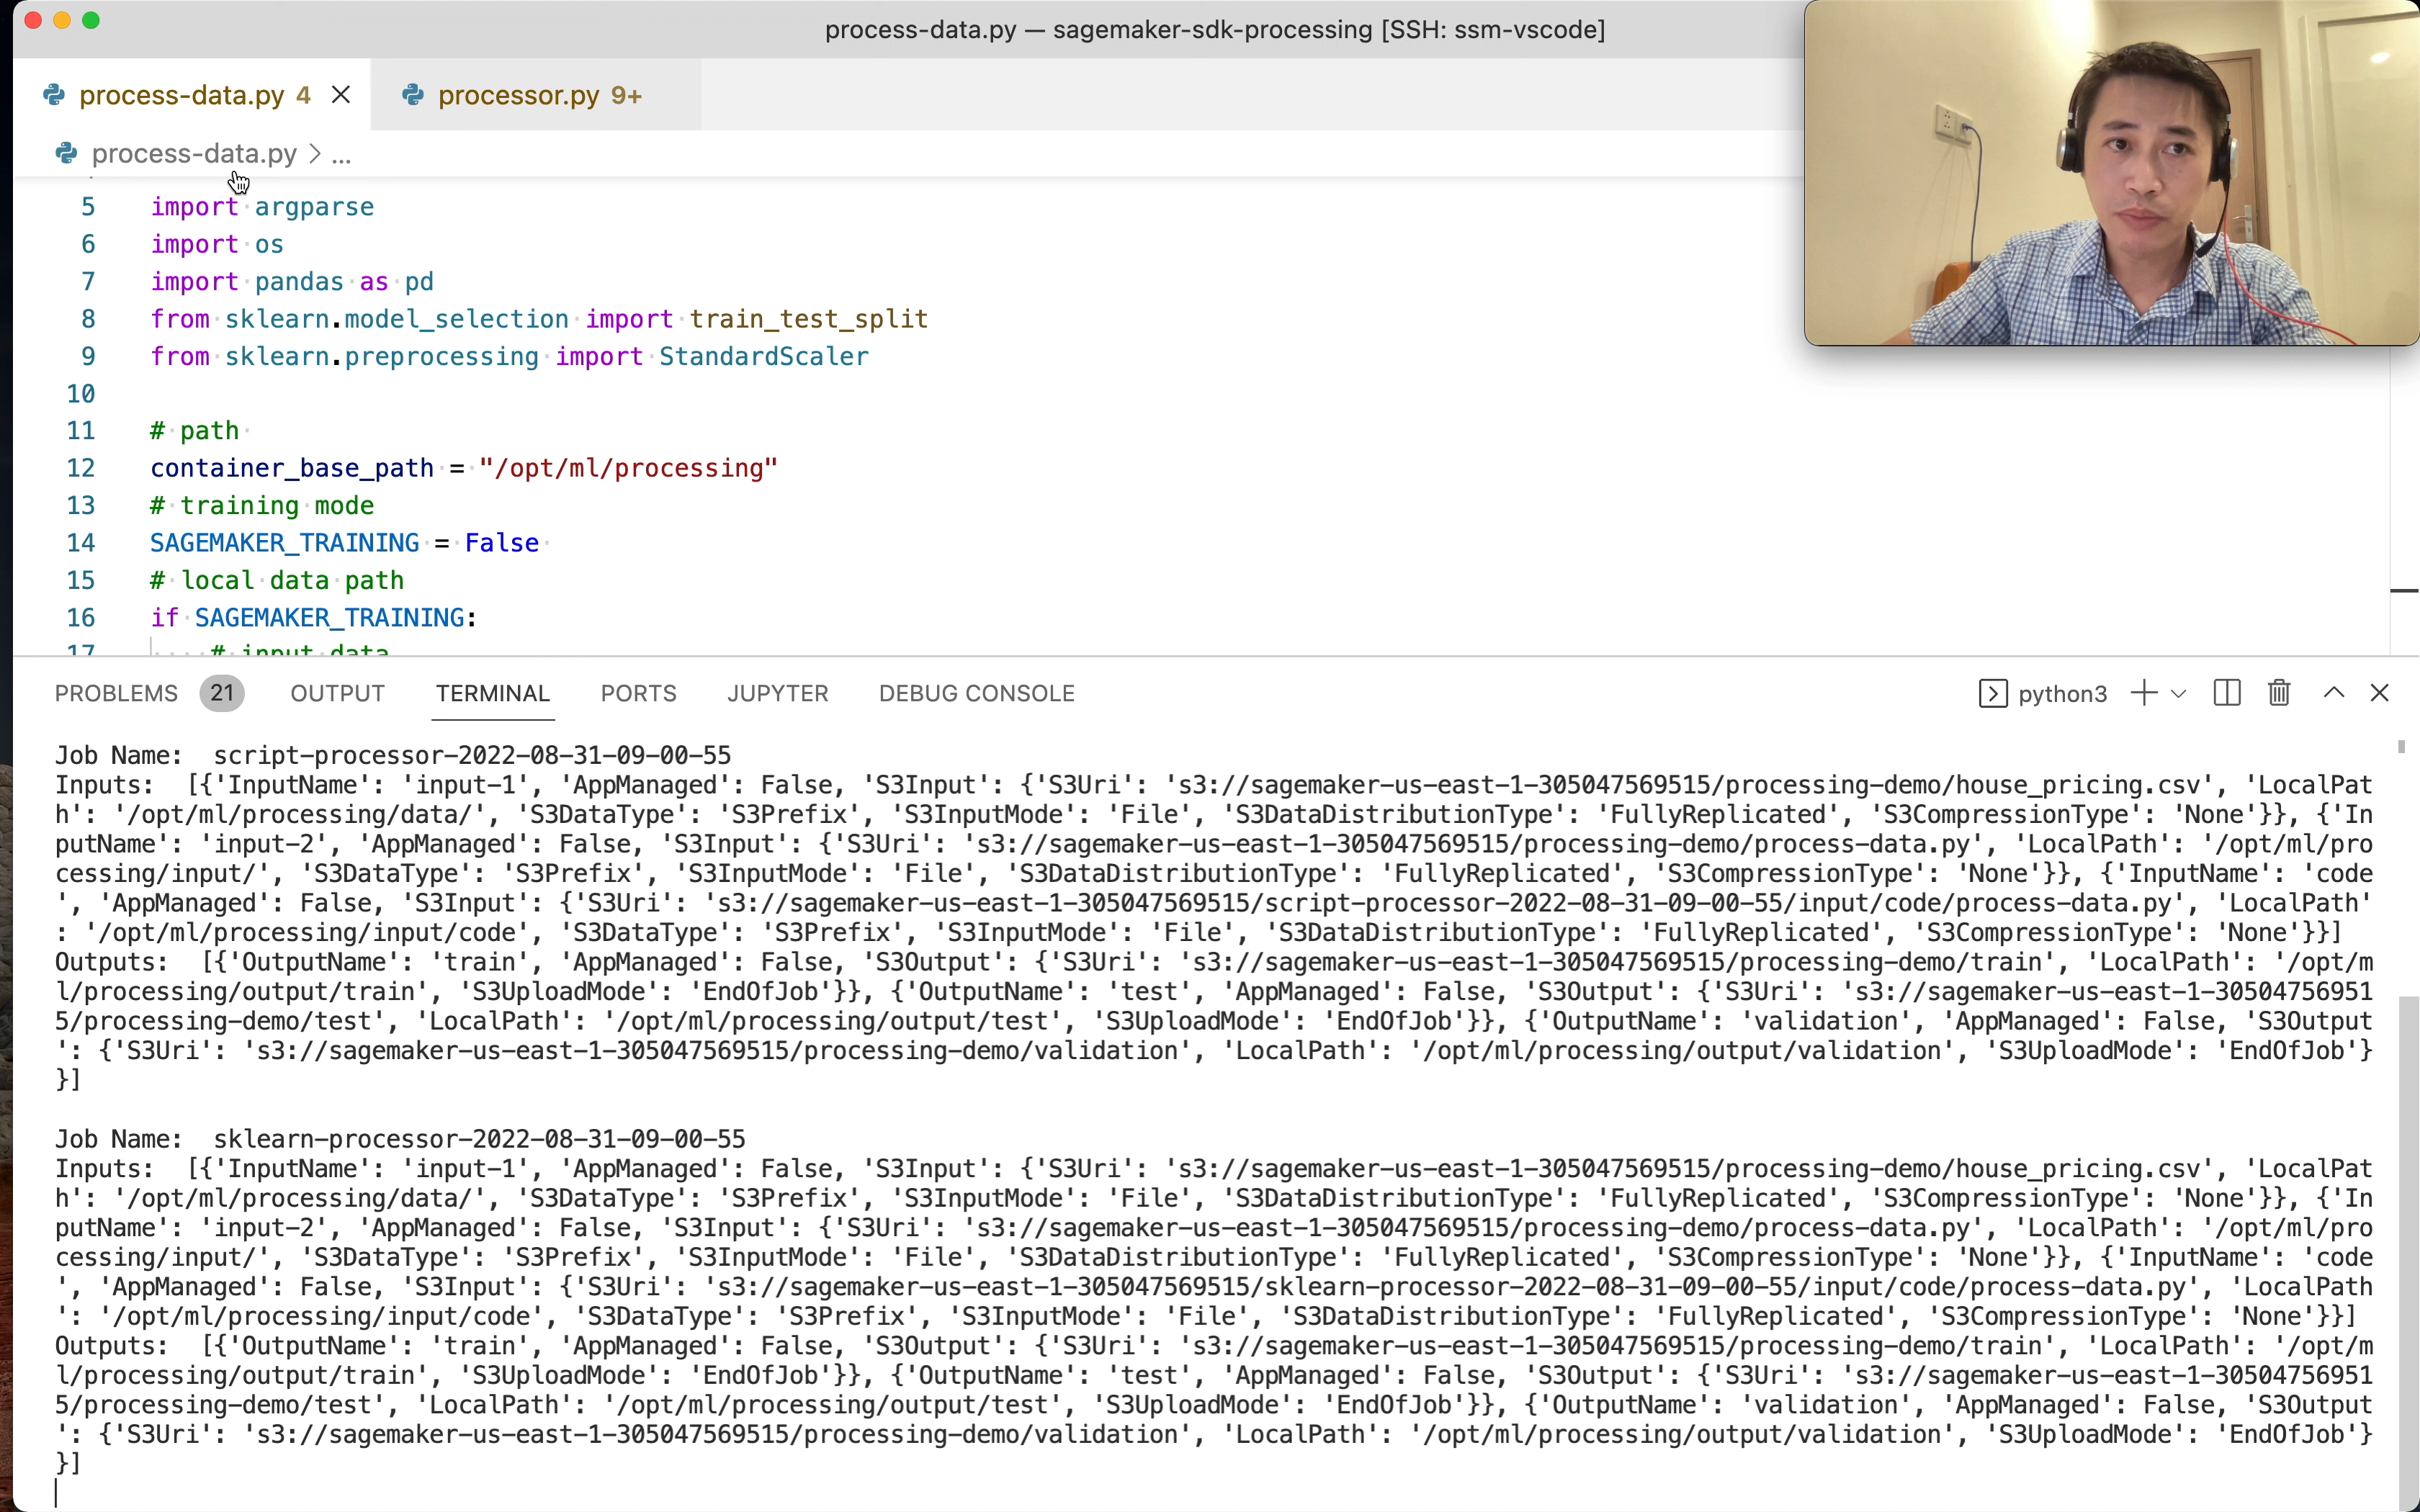 process-data.py — sagemaker-sdk-processing [SSH: ssm-vscode]
process-data.py 4
processor.py 9+
process-data.py > ...
5 import argparse
6 import os
7 import pandas as pd
8 from sklearn.model_selection import train_test_split
9 from sklearn.preprocessing import StandardScaler
10
11 # path
12 container_base_path = "/opt/ml/processing"
13 # training mode
14 SAGEMAKER_TRAINING = False
15 # local data path
16 if SAGEMAKER_TRAINING:
17 # input data
PROBLEMS 21 OUTPUT TERMINAL PORTS JUPYTER DEBUG CONSOLE python3
Job Name:  script-processor-2022-08-31-09-00-55
Inputs:  [{'InputName': 'input-1', 'AppManaged': False, 'S3Input': {'S3Uri': 's3://sagemaker-us-east-1-305047569515/processing-demo/house_pricing.csv', 'LocalPat
h': '/opt/ml/processing/data/', 'S3DataType': 'S3Prefix', 'S3InputMode': 'File', 'S3DataDistributionType': 'FullyReplicated', 'S3CompressionType': 'None'}}, {'In
putName': 'input-2', 'AppManaged': False, 'S3Input': {'S3Uri': 's3://sagemaker-us-east-1-305047569515/processing-demo/process-data.py', 'LocalPath': '/opt/ml/pro
cessing/input/', 'S3DataType': 'S3Prefix', 'S3InputMode': 'File', 'S3DataDistributionType': 'FullyReplicated', 'S3CompressionType': 'None'}}, {'InputName': 'code
', 'AppManaged': False, 'S3Input': {'S3Uri': 's3://sagemaker-us-east-1-305047569515/script-processor-2022-08-31-09-00-55/input/code/process-data.py', 'LocalPath'
: '/opt/ml/processing/input/code', 'S3DataType': 'S3Prefix', 'S3InputMode': 'File', 'S3DataDistributionType': 'FullyReplicated', 'S3CompressionType': 'None'}}]
Outputs:  [{'OutputName': 'train', 'AppManaged': False, 'S3Output': {'S3Uri': 's3://sagemaker-us-east-1-305047569515/processing-demo/train', 'LocalPath': '/opt/m
l/processing/output/train', 'S3UploadMode': 'EndOfJob'}}, {'OutputName': 'test', 'AppManaged': False, 'S3Output': {'S3Uri': 's3://sagemaker-us-east-1-30504756951
5/processing-demo/test', 'LocalPath': '/opt/ml/processing/output/test', 'S3UploadMode': 'EndOfJob'}}, {'OutputName': 'validation', 'AppManaged': False, 'S3Output
': {'S3Uri': 's3://sagemaker-us-east-1-305047569515/processing-demo/validation', 'LocalPath': '/opt/ml/processing/output/validation', 'S3UploadMode': 'EndOfJob'}
}]
Job Name:  sklearn-processor-2022-08-31-09-00-55
Inputs:  [{'InputName': 'input-1', 'AppManaged': False, 'S3Input': {'S3Uri': 's3://sagemaker-us-east-1-305047569515/processing-demo/house_pricing.csv', 'LocalPat
h': '/opt/ml/processing/data/', 'S3DataType': 'S3Prefix', 'S3InputMode': 'File', 'S3DataDistributionType': 'FullyReplicated', 'S3CompressionType': 'None'}}, {'In
putName': 'input-2', 'AppManaged': False, 'S3Input': {'S3Uri': 's3://sagemaker-us-east-1-305047569515/processing-demo/process-data.py', 'LocalPath': '/opt/ml/pro
cessing/input/', 'S3DataType': 'S3Prefix', 'S3InputMode': 'File', 'S3DataDistributionType': 'FullyReplicated', 'S3CompressionType': 'None'}}, {'InputName': 'code
', 'AppManaged': False, 'S3Input': {'S3Uri': 's3://sagemaker-us-east-1-305047569515/sklearn-processor-2022-08-31-09-00-55/input/code/process-data.py', 'LocalPath
': '/opt/ml/processing/input/code', 'S3DataType': 'S3Prefix', 'S3InputMode': 'File', 'S3DataDistributionType': 'FullyReplicated', 'S3CompressionType': 'None'}}]
Outputs:  [{'OutputName': 'train', 'AppManaged': False, 'S3Output': {'S3Uri': 's3://sagemaker-us-east-1-305047569515/processing-demo/train', 'LocalPath': '/opt/m
l/processing/output/train', 'S3UploadMode': 'EndOfJob'}}, {'OutputName': 'test', 'AppManaged': False, 'S3Output': {'S3Uri': 's3://sagemaker-us-east-1-30504756951
5/processing-demo/test', 'LocalPath': '/opt/ml/processing/output/test', 'S3UploadMode': 'EndOfJob'}}, {'OutputName': 'validation', 'AppManaged': False, 'S3Output
': {'S3Uri': 's3://sagemaker-us-east-1-305047569515/processing-demo/validation', 'LocalPath': '/opt/ml/processing/output/validation', 'S3UploadMode': 'EndOfJob'}
}]